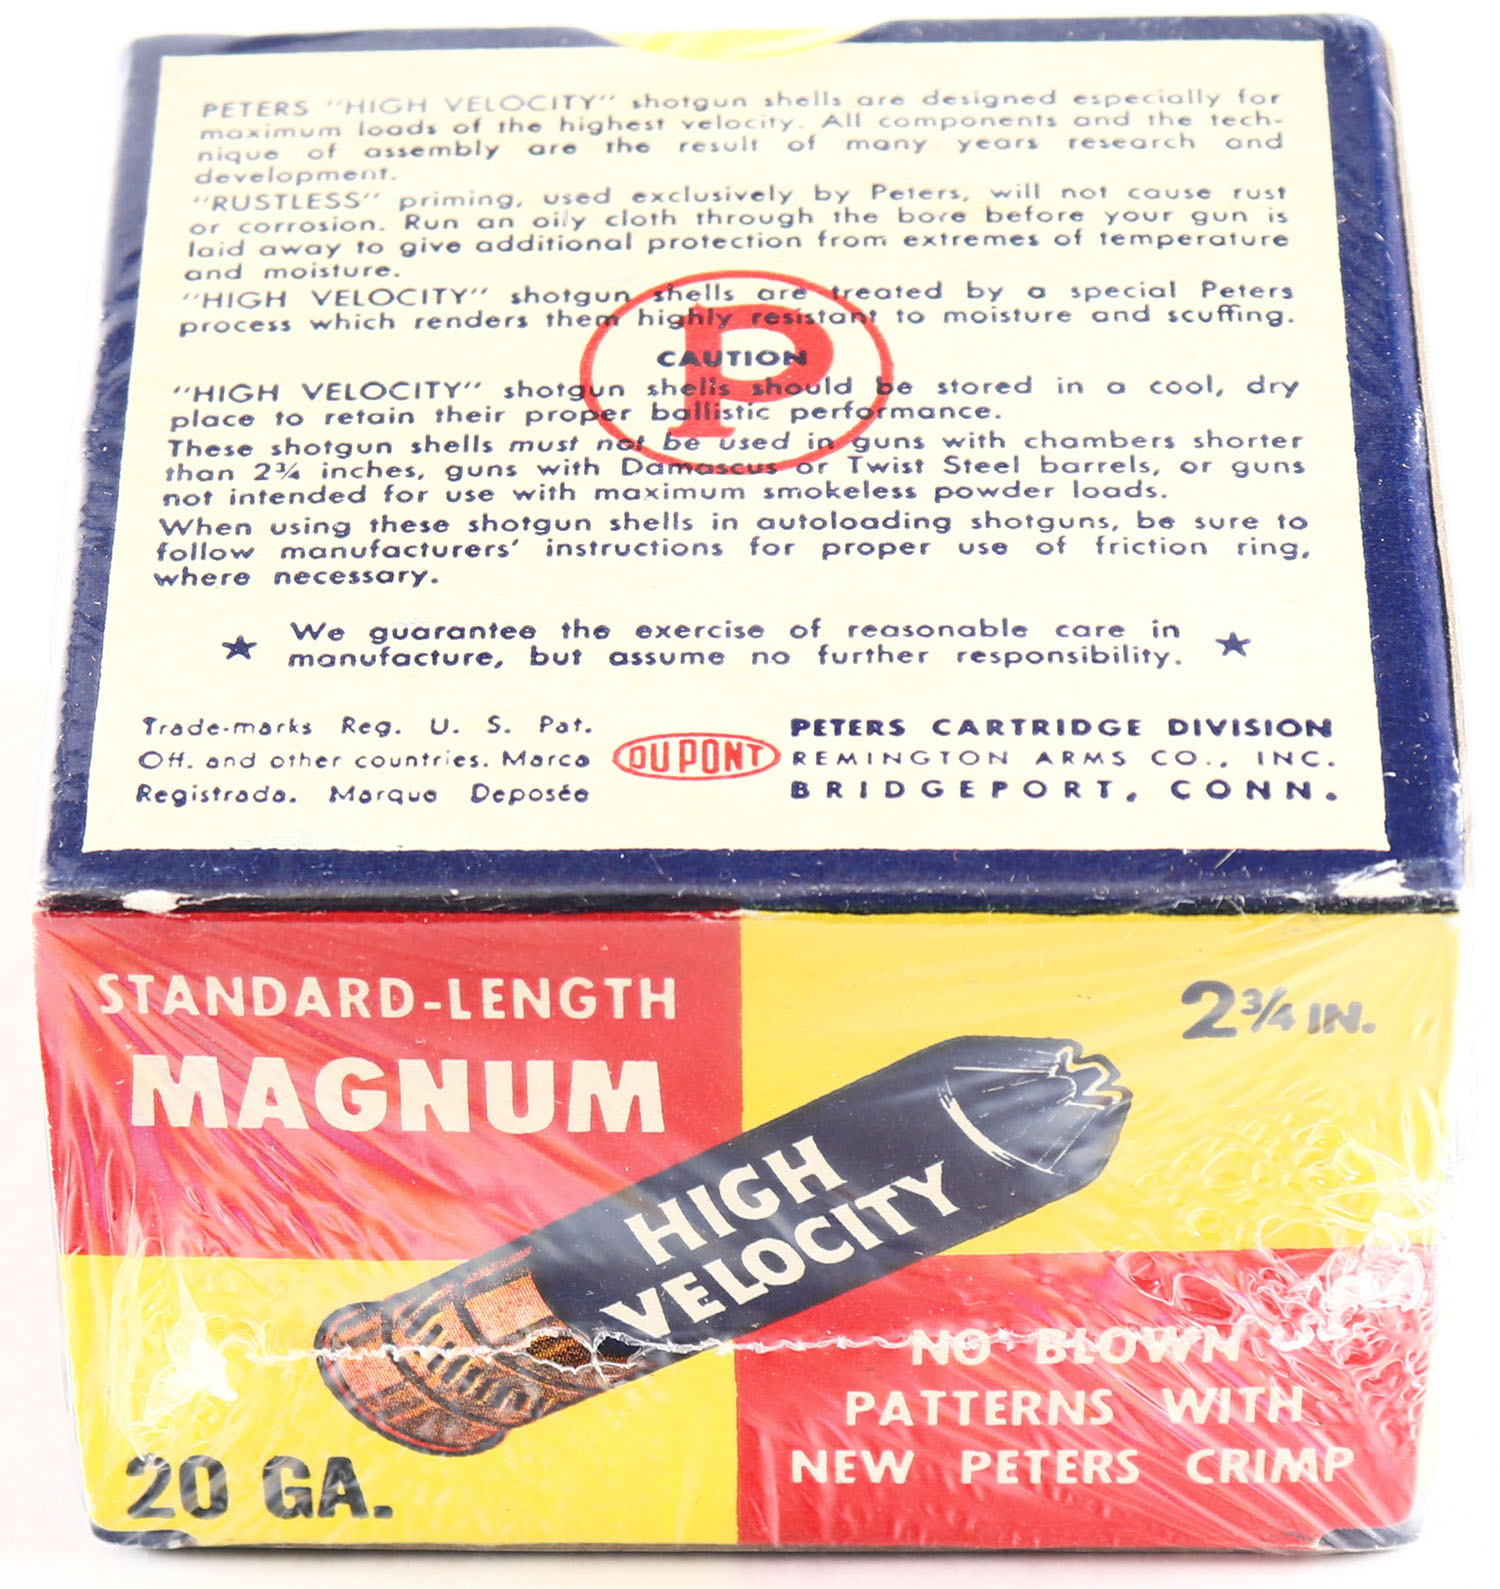 PETERS "HIGH VELOCITY" shotgun shells are designed especially for
maximum loads of the highest velocity. All components and the tech-
nique of assembly are the result of many years research and
development.
"RUSTLESS" priming, used exclusively by Peters, will not cause rust
or corrosion. Run an oily cloth through the bore before your gun is
laid away to give additional protection from extremes of temperature
and moisture.
"HIGH VELOCITY" shotgun shells are treated by a special Peters
process which renders them highly resistant to moisture and scuffing.
P
CAUTION
"HIGH VELOCITY" shotgun shells should be stored in a cool, dry
place to retain their proper ballistic performance.
These shotgun shells must not be used in guns with chambers shorter
than 2¾ inches, guns with Damascus or Twist Steel barrels, or guns
not intended for use with maximum smokeless powder loads.
When using these shotgun shells in autoloading shotguns, be sure to
follow manufacturers' instructions for proper use of friction ring,
where necessary.
★ We guarantee the exercise of reasonable care in ★
manufacture, but assume no further responsibility.
Trade-marks Reg. U. S. Pat.
Off. and other countries. Marca
Registrada. Marque Deposée
DU PONT
PETERS CARTRIDGE DIVISION
REMINGTON ARMS CO., INC.
BRIDGEPORT, CONN.
STANDARD-LENGTH
MAGNUM
2¾ IN.
HIGH
VELOCITY
20 GA.
NO BLOWN
PATTERNS WITH
NEW PETERS CRIMP